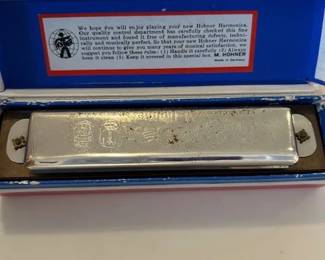 We hope you will enjoy playing your new Hohner Harmonica.
Our quality control department has carefully checked this fine
instrument and found it free of manufacturing defects, techni-
cally and musically perfect. So that your new Hohner Harmonica
will continue to give you many years of musical satisfaction, we
suggest you follow these rules: (1) Handle it carefully (2) Always
keep it clean (3) Keep it covered in this special box. M. HOHNER
Made in Germany